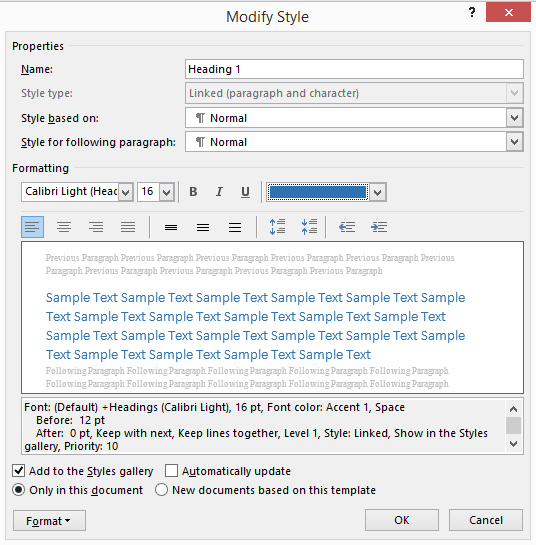 Modify Style
?
Properties
Name:
Heading 1
Style type:
Linked (paragraph and character)
Style based on:
¶ Normal
Style for following paragraph:
¶ Normal
Formatting
Calibri Light (Head
16
B I U
Previous Paragraph Previous Paragraph Previous Paragraph Previous Paragraph Previous Paragraph Previous
Paragraph Previous Paragraph Previous Paragraph Previous Paragraph Previous Paragraph
Sample Text Sample Text Sample Text Sample Text Sample Text Sample
Text Sample Text Sample Text Sample Text Sample Text Sample Text
Sample Text Sample Text Sample Text Sample Text Sample Text Sample
Text Sample Text Sample Text Sample Text Sample Text
Following Paragraph Following Paragraph Following Paragraph Following Paragraph Following Paragraph
Following Paragraph Following Paragraph Following Paragraph Following Paragraph Following Paragraph
Font: (Default) +Headings (Calibri Light), 16 pt, Font color: Accent 1, Space
Before: 12 pt
After: 0 pt, Keep with next, Keep lines together, Level 1, Style: Linked, Show in the Styles
gallery, Priority: 10
Add to the Styles gallery
Automatically update
Only in this document
New documents based on this template
Format
OK
Cancel